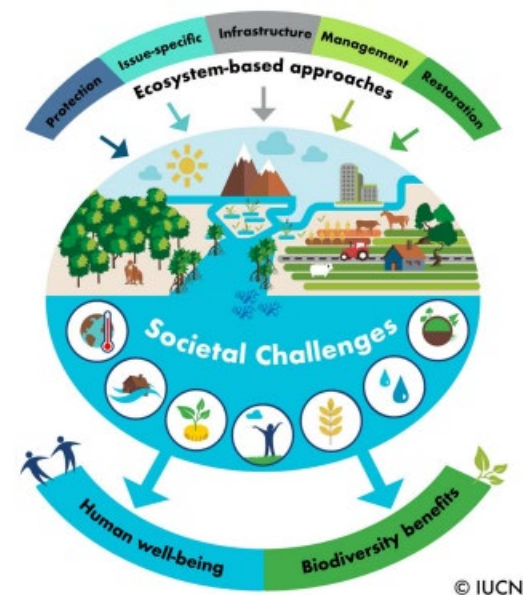 Protection
Issue-specific
Infrastructure
Management
Restoration
Ecosystem-based approaches
Societal Challenges
Human well-being
Biodiversity benefits
© IUCN